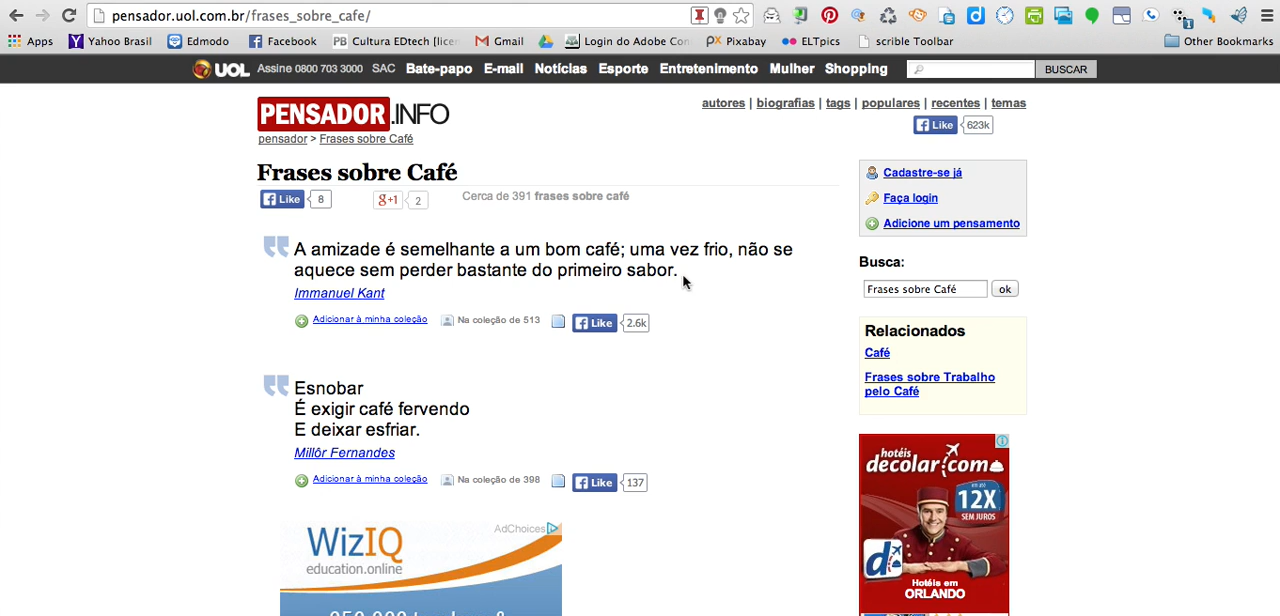 pensador.uol.com.br/frases_sobre_cafe/
Apps Yahoo Brasil Edmodo Facebook Cultura EDtech [licen Gmail Login do Adobe Con Pixabay ELTpics scrible Toolbar Other Bookmarks
UOL Assine 0800 703 3000 SAC Bate-papo E-mail Notícias Esporte Entretenimento Mulher Shopping BUSCAR
PENSADOR.INFO
autores | biografias | tags | populares | recentes | temas
Like 623k
pensador > Frases sobre Café
Frases sobre Café
Like 8 g+1 2 Cerca de 391 frases sobre café
A amizade é semelhante a um bom café; uma vez frio, não se
aquece sem perder bastante do primeiro sabor.
Immanuel Kant
Adicionar à minha coleção Na coleção de 513 Like 2.6k
Esnobar
É exigir café fervendo
E deixar esfriar.
Millôr Fernandes
Adicionar à minha coleção Na coleção de 398 Like 137
AdChoices
WizIQ
education.online
Cadastre-se já
Faça login
Adicione um pensamento
Busca:
Frases sobre Café ok
Relacionados
Café
Frases sobre Trabalho
pelo Café
hotéis
decolar.com
em até
12X
SEM JUROS
d
Hotéis em
ORLANDO